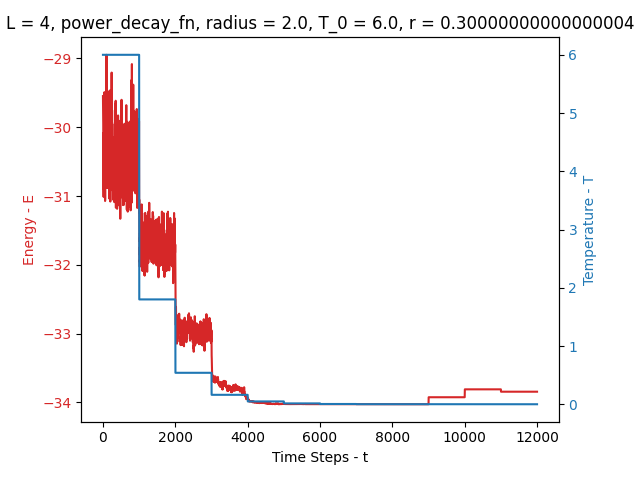 L = 4, power_decay_fn, radius = 2.0, T_0 = 6.0, r = 0.30000000000000004
−29
−30
−31
−32
−33
−34
Energy - E
6
5
4
3
2
1
0
Temperature - T
0 2000 4000 6000 8000 10000 12000
Time Steps - t